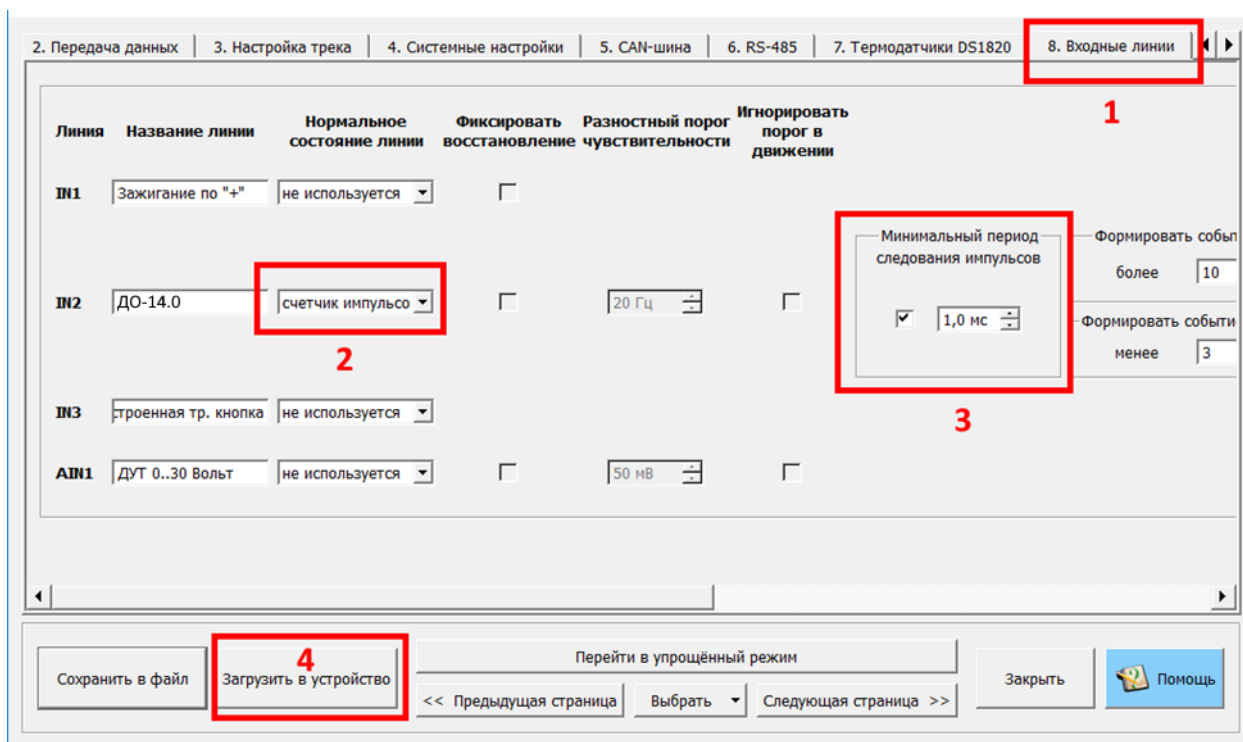 2. Передача данных
3. Настройка трека
4. Системные настройки
5. CAN-шина
6. RS-485
7. Термодатчики DS1820
8. Входные линии
1
Линия
Название линии
Нормальное
состояние линии
Фиксировать
восстановление
Разностный порог
чувствительности
Игнорировать
порог в
движении
IN1
Зажигание по "+"
не используется
IN2
ДО-14.0
счетчик импульсо
2
20 Гц
Минимальный период
следования импульсов
1,0 мс
3
Формировать событ
более
10
Формировать событи
менее
3
IN3
троенная тр. кнопка
не используется
AIN1
ДУТ 0..30 Вольт
не используется
50 мВ
Сохранить в файл
4
Загрузить в устройство
Перейти в упрощённый режим
<< Предыдущая страница
Выбрать
Следующая страница >>
Закрыть
Помощь